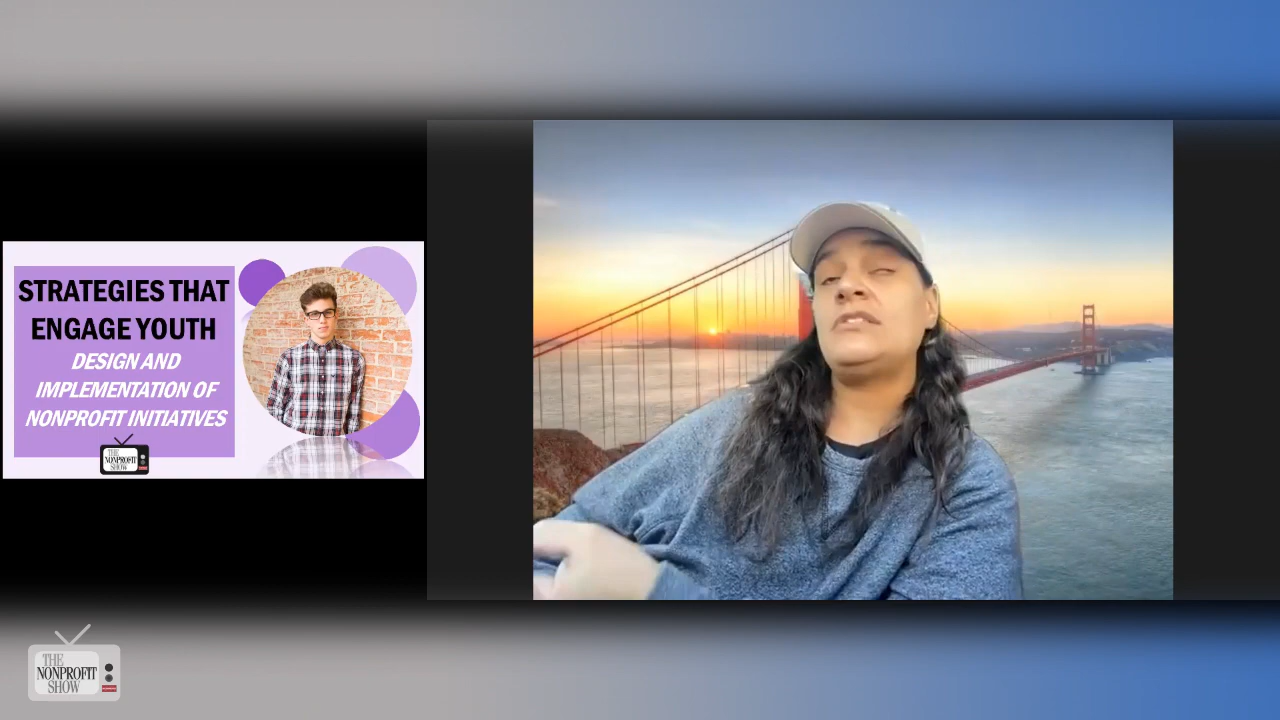 STRATEGIES THAT
ENGAGE YOUTH
DESIGN AND
IMPLEMENTATION OF
NONPROFIT INITIATIVES
THE
NONPROFIT
SHOW
THE
NONPROFIT
SHOW